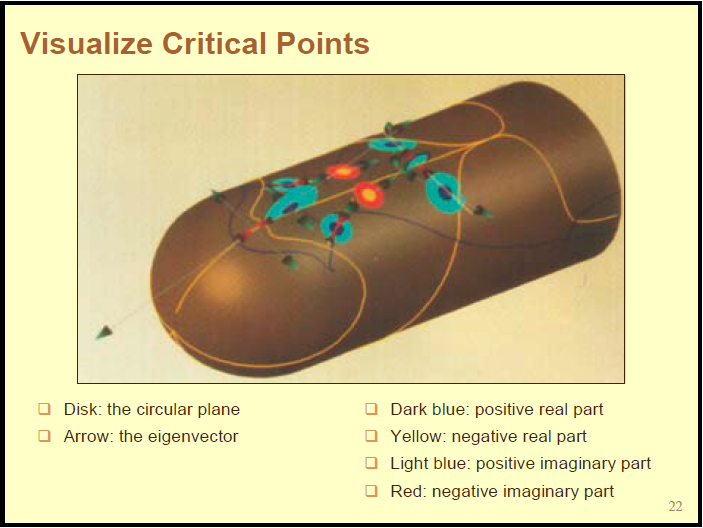 Visualize Critical Points
Disk: the circular plane
Arrow: the eigenvector
Dark blue: positive real part
Yellow: negative real part
Light blue: positive imaginary part
Red: negative imaginary part
22